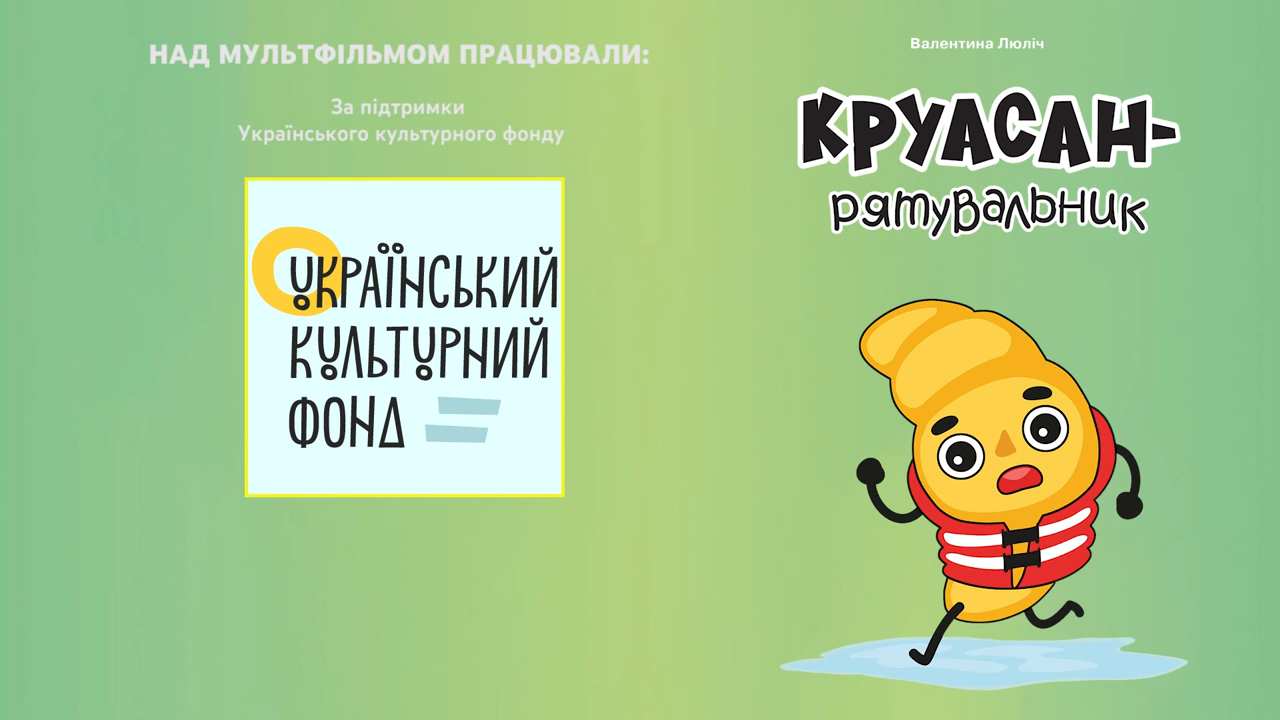 НАД МУЛЬТФІЛЬМОМ ПРАЦЮВАЛИ:
За підтримки
Українського культурного фонду
УКРАЇНСЬКИЙ
КУЛЬТУРНИЙ
ФОНД
Валентина Люліч
КРУАСАН-
рятувальник